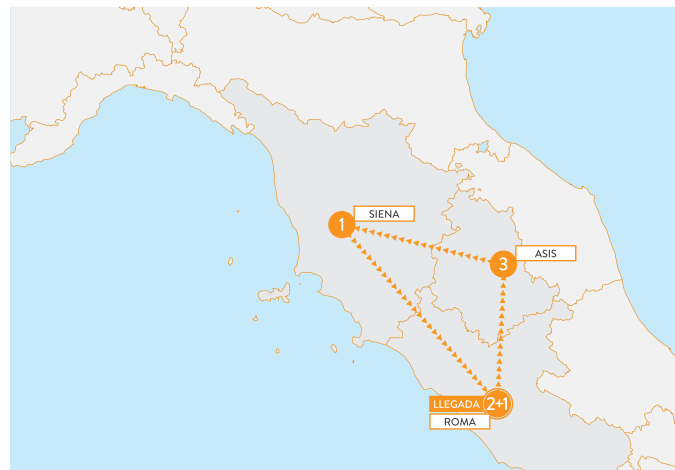 1
SIENA
3
ASIS
LLEGADA
2+1
ROMA